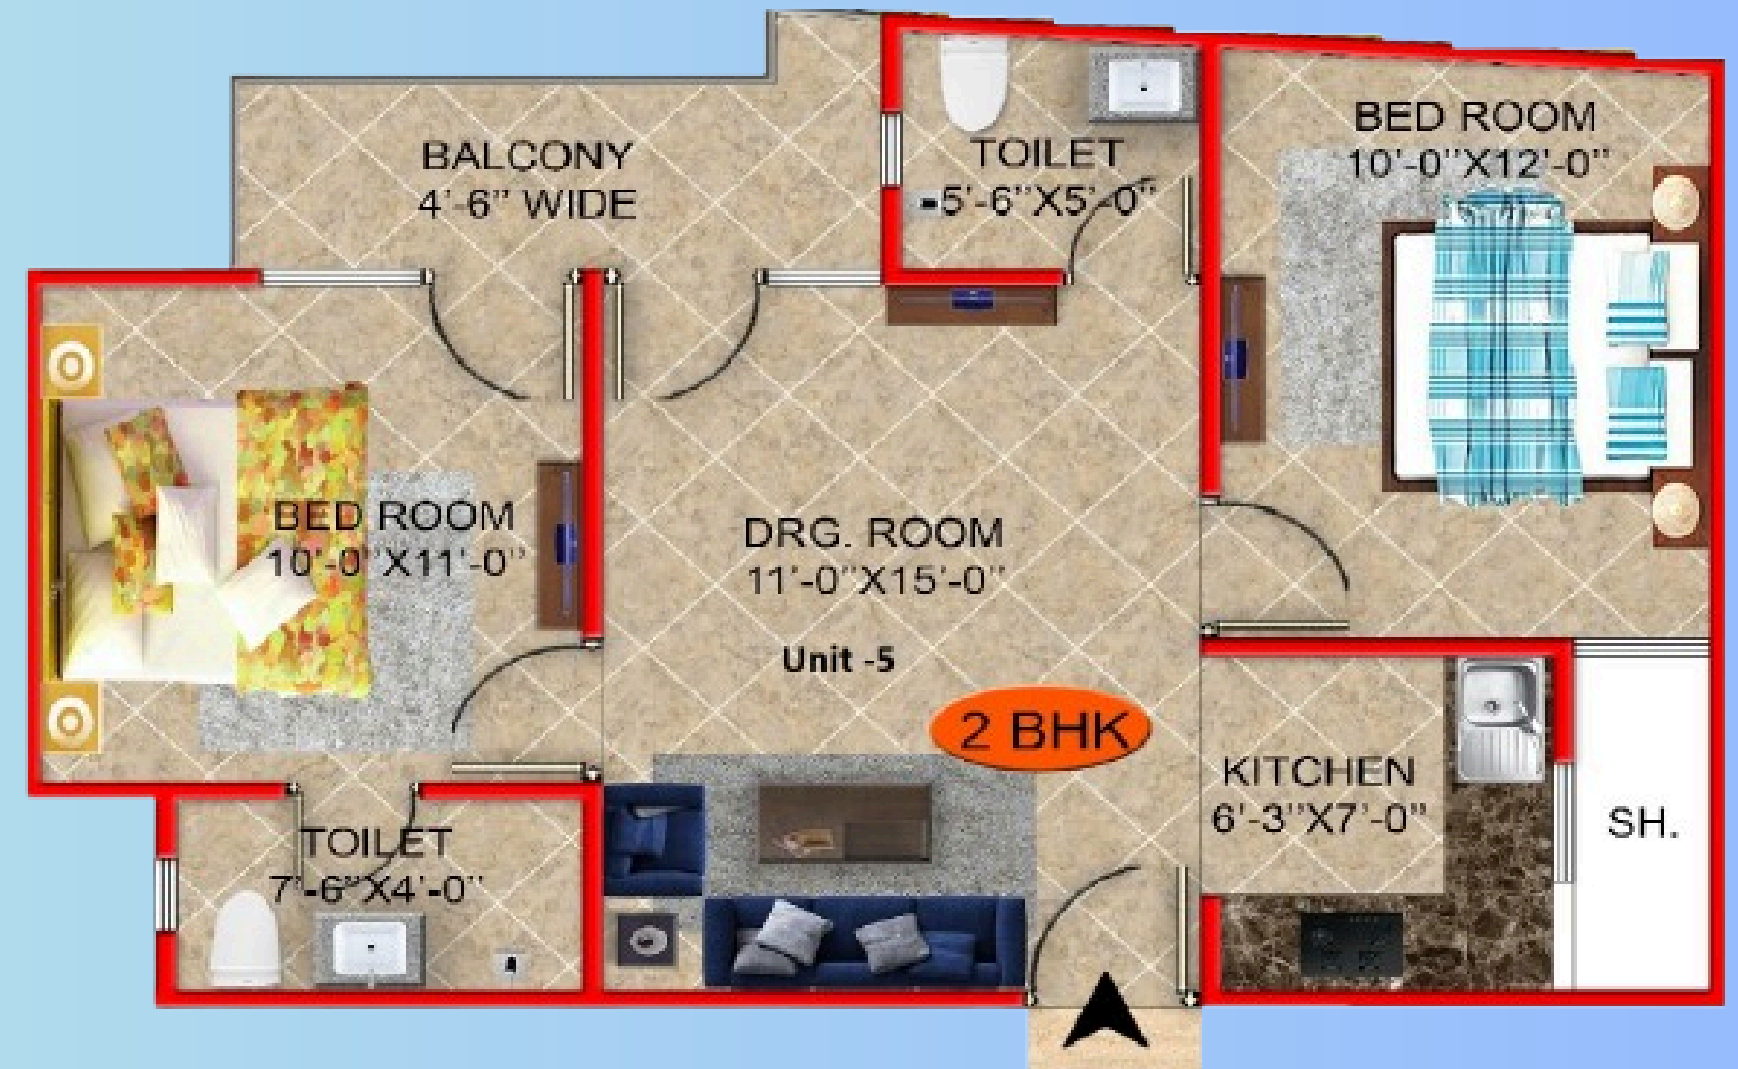 BALCONY
4'-6" WIDE
TOILET
5'-6"X5'-0"
BED ROOM
10'-0"X12'-0"
BED ROOM
10'-0"X11'-0"
DRG. ROOM
11'-0"X15'-0"
Unit -5
2 BHK
KITCHEN
6'-3"X7'-0"
SH.
TOILET
7'-6"X4'-0"